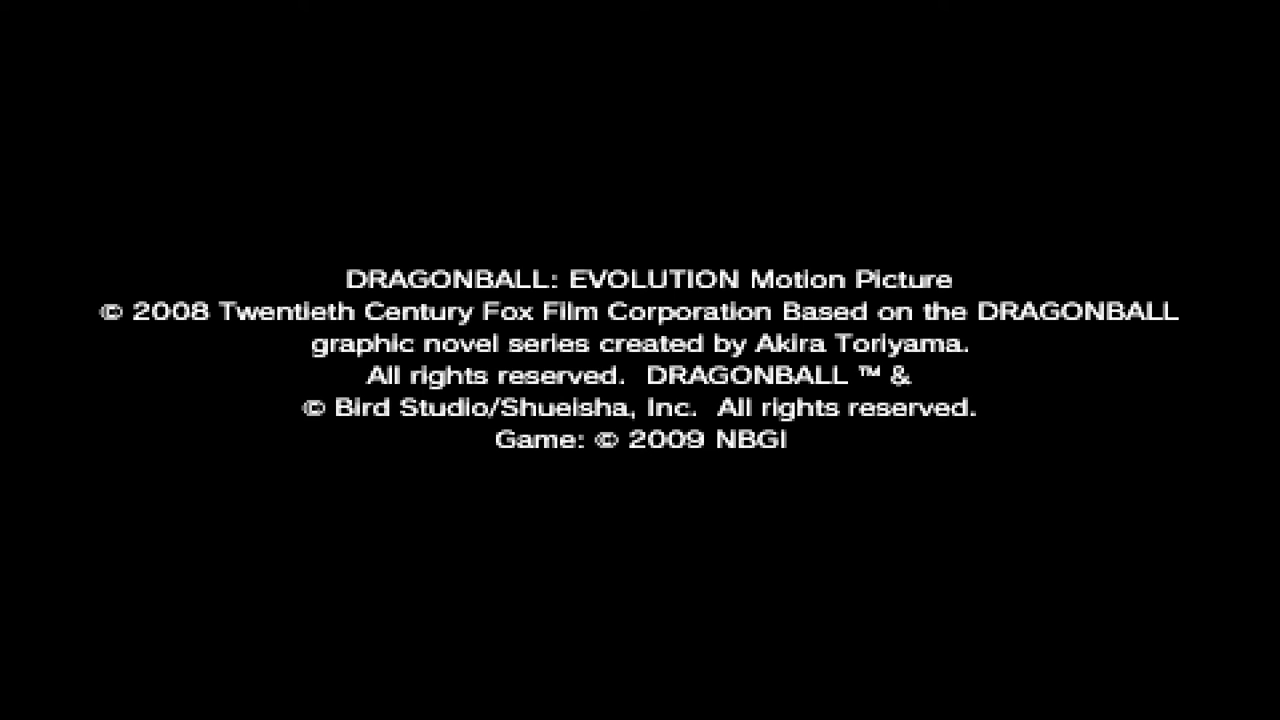 DRAGONBALL: EVOLUTION Motion Picture
© 2008 Twentieth Century Fox Film Corporation Based on the DRAGONBALL
graphic novel series created by Akira Toriyama.
All rights reserved.  DRAGONBALL ™ &
© Bird Studio/Shueisha, Inc.  All rights reserved.
Game: © 2009 NBGI